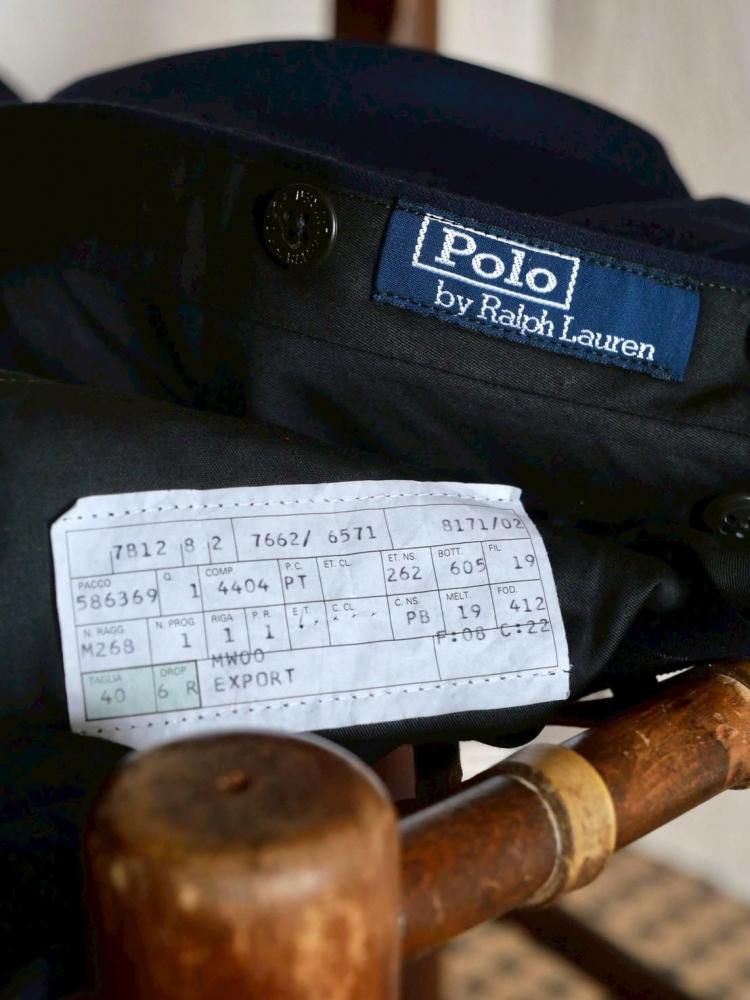 Polo
by Ralph Lauren
7B12 8 2 7662/ 6571 8171/02
PACCO Q. COMP. P.C. ET. CL ET. NS. BOTT. FIL
586369 1 4404 PT 262 605 19
N. RAGG. N. PROG. RIGA P. R. E.T. C. CL C. NS. MELT. FOD.
M268 1 1 1 PB 19 412
F:08 C:22
TAGLIA DROP MW00
40 6 R EXPORT